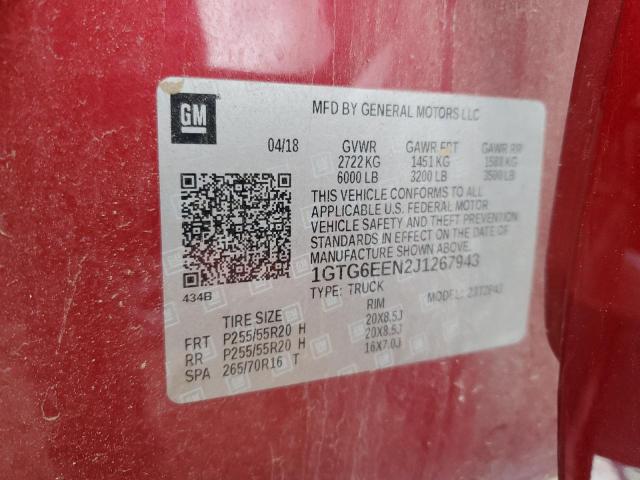 GM
MFD BY GENERAL MOTORS LLC
04/18 GVWR GAWR FRT GAWR RR
2722 KG 1451 KG 1588 KG
6000 LB 3200 LB 3500 LB
THIS VEHICLE CONFORMS TO ALL
APPLICABLE U.S. FEDERAL MOTOR
VEHICLE SAFETY AND THEFT PREVENTION
STANDARDS IN EFFECT ON THE DATE OF
MANUFACTURE SHOWN ABOVE.
1GTG6EEN2J1267943
434B
TYPE: TRUCK MODEL:
TIRE SIZE RIM
FRT P255/55R20 H 20X8.5J
RR P255/55R20 H 20X8.5J
SPA 265/70R16 T 16X7.0J